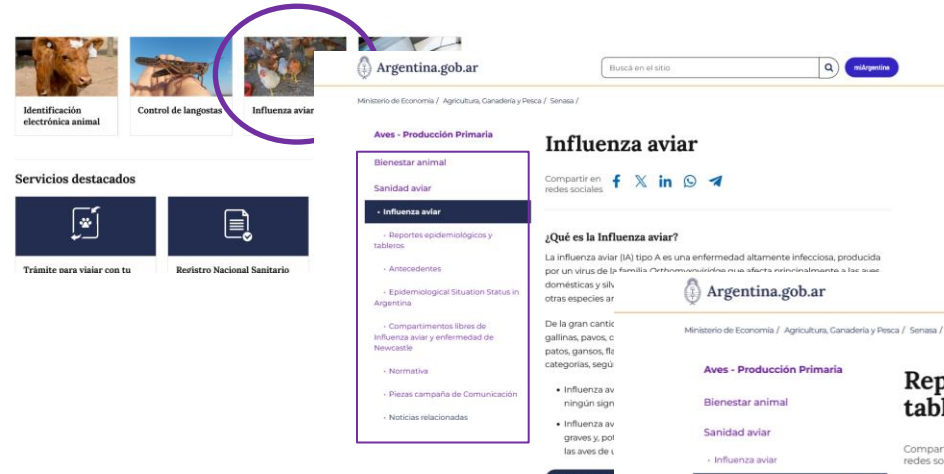 Identificación
electrónica animal
Control de langostas
Influenza aviar
Servicios destacados
Trámite para viajar con tu
Registro Nacional Sanitario
Argentina.gob.ar
Buscá en el sitio
miArgentina
Ministerio de Economía / Agricultura, Ganadería y Pesca / Senasa /
Aves - Producción Primaria
Bienestar animal
Sanidad aviar
• Influenza aviar
• Reportes epidemiológicos y
tableros
• Antecedentes
• Epidemiological Situation Status in
Argentina
• Compartimentos libres de
Influenza aviar y enfermedad de
Newcastle
• Normativa
• Piezas campaña de Comunicación
• Noticias relacionadas
Influenza aviar
Compartir en
redes sociales
¿Qué es la Influenza aviar?
La influenza aviar (IA) tipo A es una enfermedad altamente infecciosa, producida
por un virus de la familia Orthomyxoviridae que afecta principalmente a las aves
domésticas y silv
otras especies an
De la gran cantid
gallinas, pavos, c
patos, gansos, fla
categorías, segú
• Influenza av
ningún sign
• Influenza av
graves y, pot
las aves de u
Argentina.gob.ar
Ministerio de Economía / Agricultura, Ganadería y Pesca / Senasa /
Aves - Producción Primaria
Bienestar animal
Sanidad aviar
• Influenza aviar
Rep
tabl
Compar
redes so